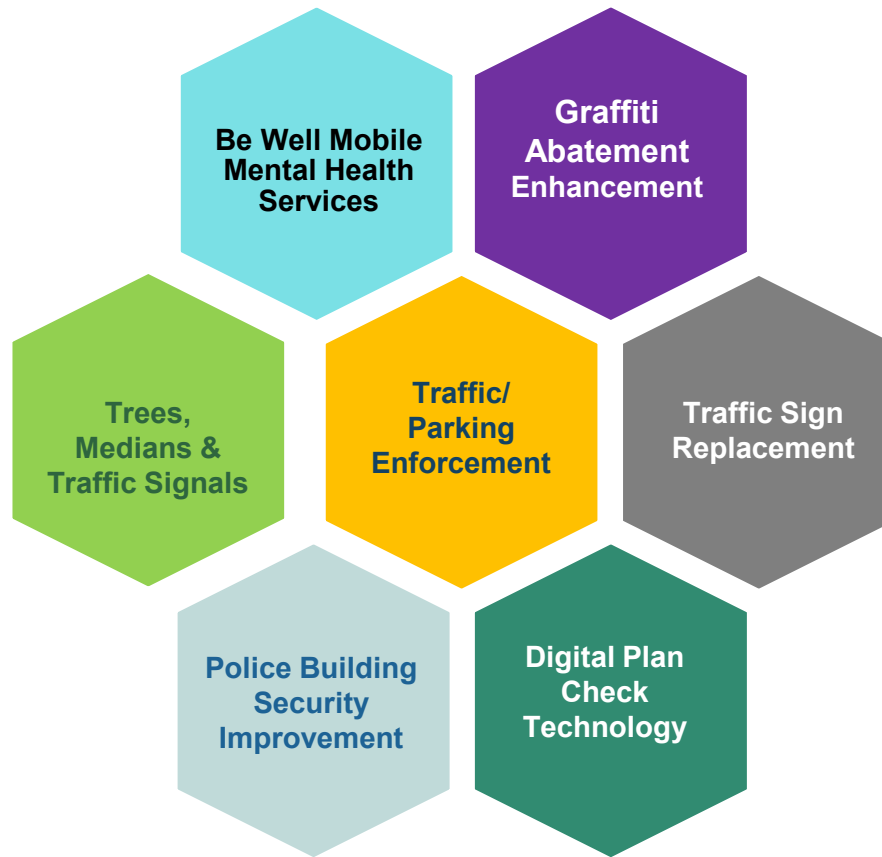 Be Well Mobile
Mental Health
Services
Graffiti
Abatement
Enhancement
Trees,
Medians &
Traffic Signals
Traffic/
Parking
Enforcement
Traffic Sign
Replacement
Police Building
Security
Improvement
Digital Plan
Check
Technology